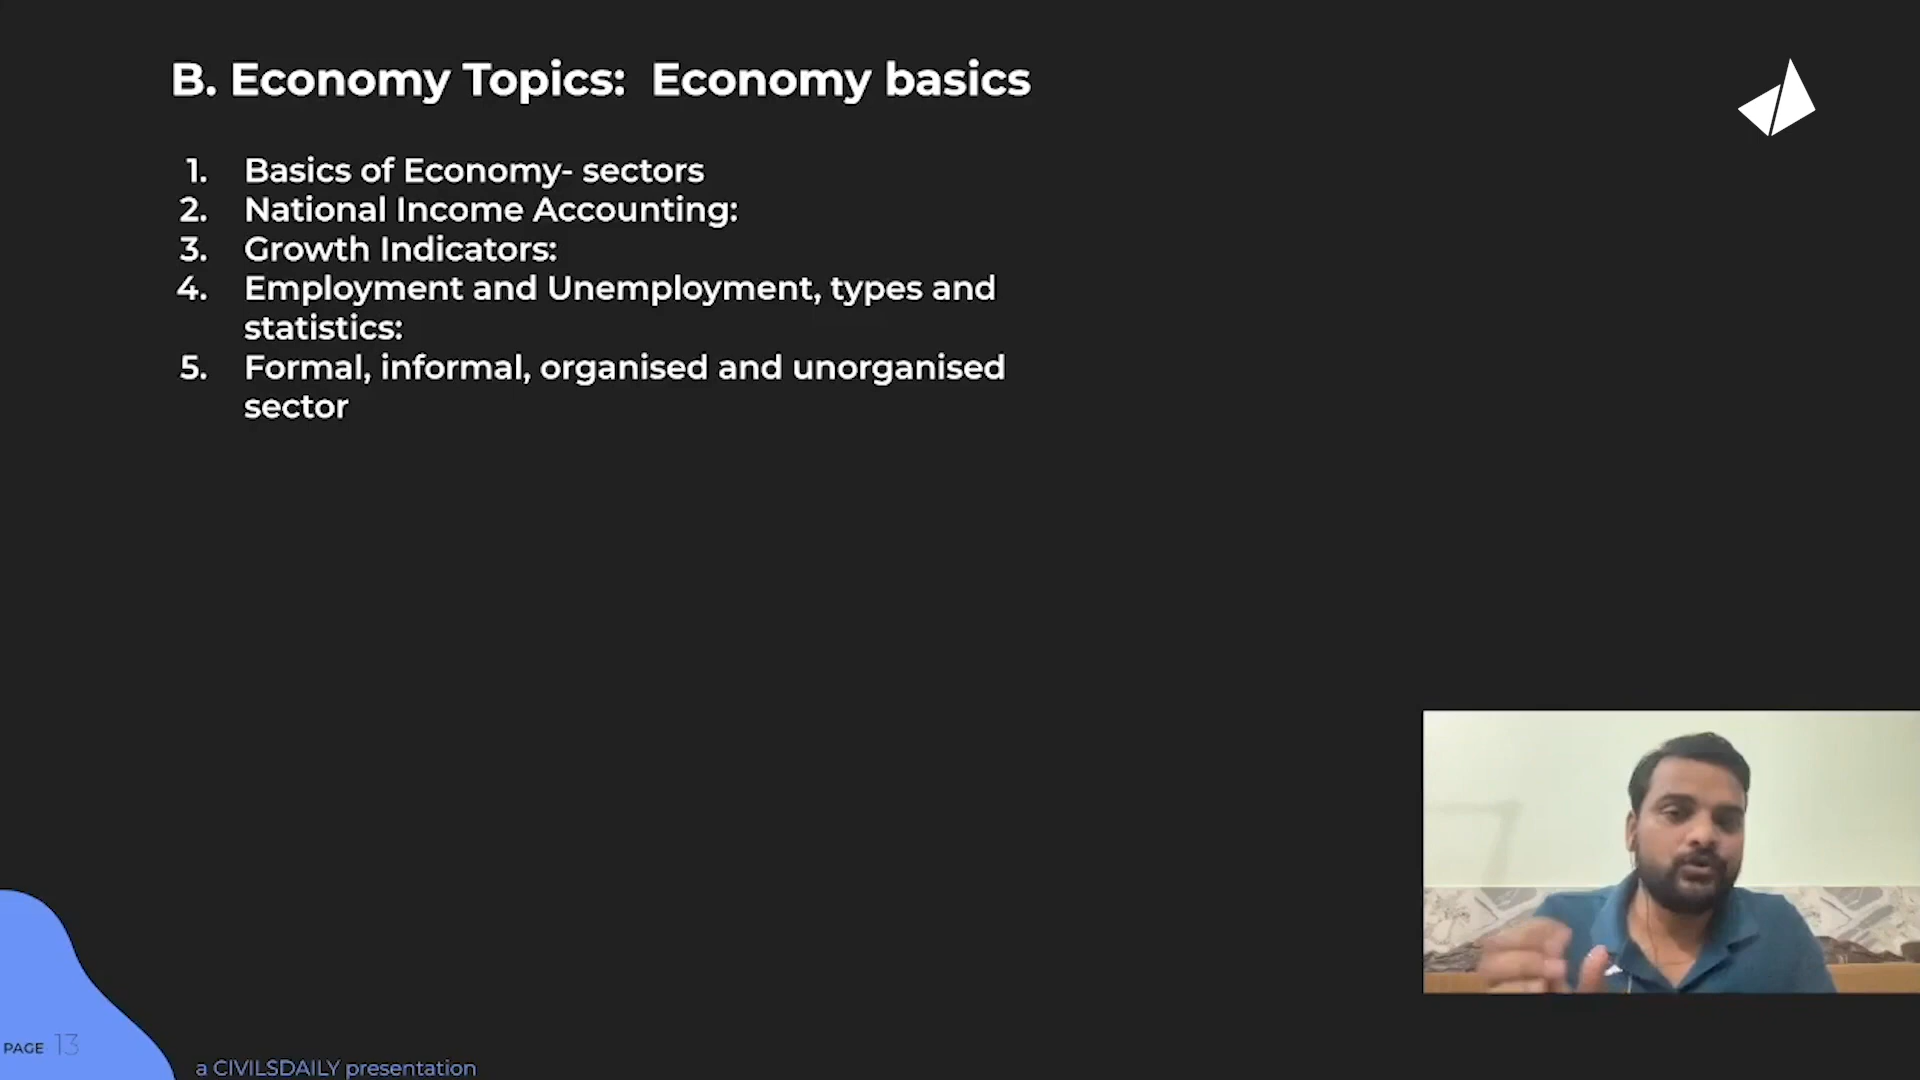 B. Economy Topics: Economy basics
1. Basics of Economy- sectors
2. National Income Accounting:
3. Growth Indicators:
4. Employment and Unemployment, types and
statistics:
5. Formal, informal, organised and unorganised
sector
PAGE 13
a CIVILSDAILY presentation